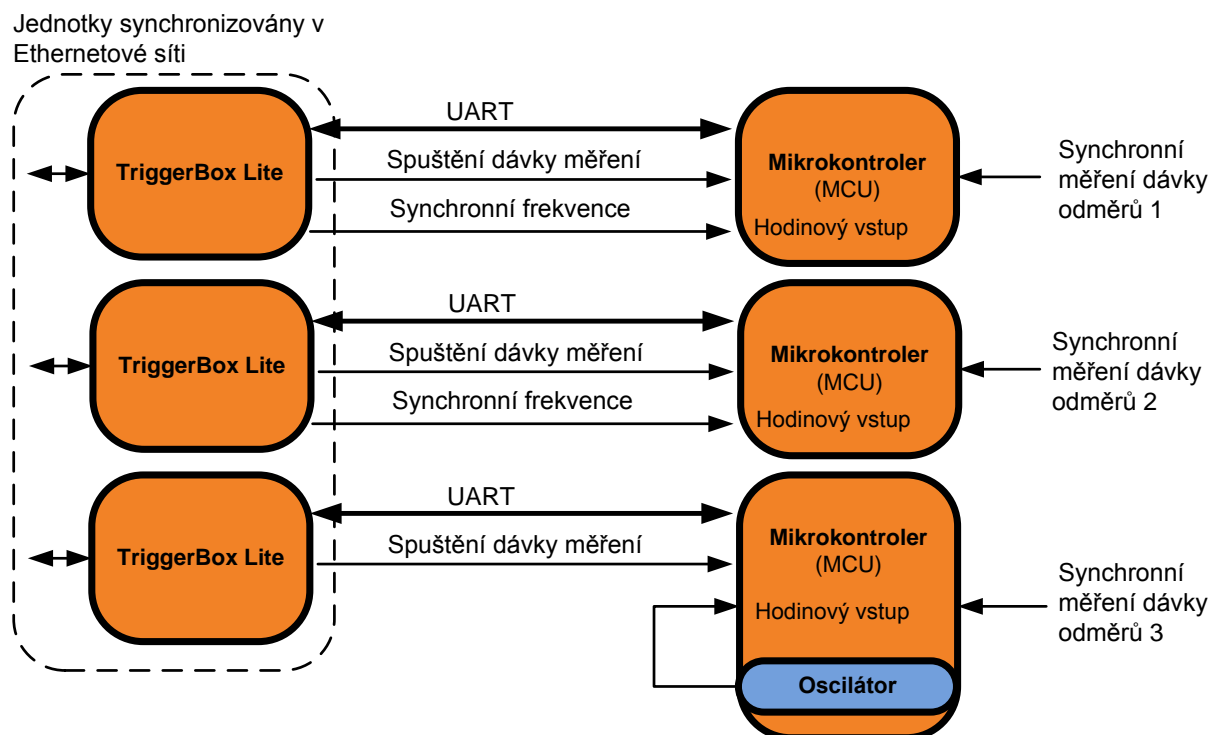 Jednotky synchronizovány v
Ethernetové síti
TriggerBox Lite
UART
Spuštění dávky měření
Synchronní frekvence
Mikrokontroler
(MCU)
Hodinový vstup
Synchronní
měření dávky
odměrů 1
TriggerBox Lite
UART
Spuštění dávky měření
Synchronní frekvence
Mikrokontroler
(MCU)
Hodinový vstup
Synchronní
měření dávky
odměrů 2
TriggerBox Lite
UART
Spuštění dávky měření
Mikrokontroler
(MCU)
Hodinový vstup
Oscilátor
Synchronní
měření dávky
odměrů 3